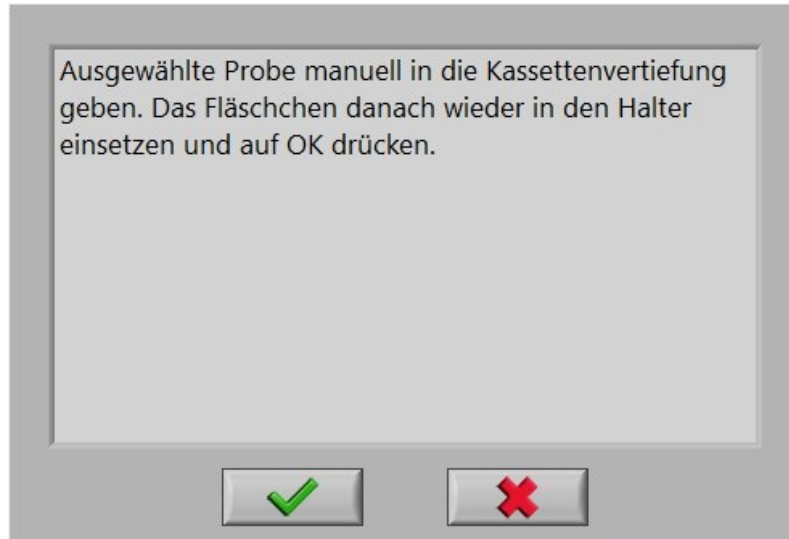 Ausgewählte Probe manuell in die Kassettenvertiefung
geben. Das Fläschchen danach wieder in den Halter
einsetzen und auf OK drücken.